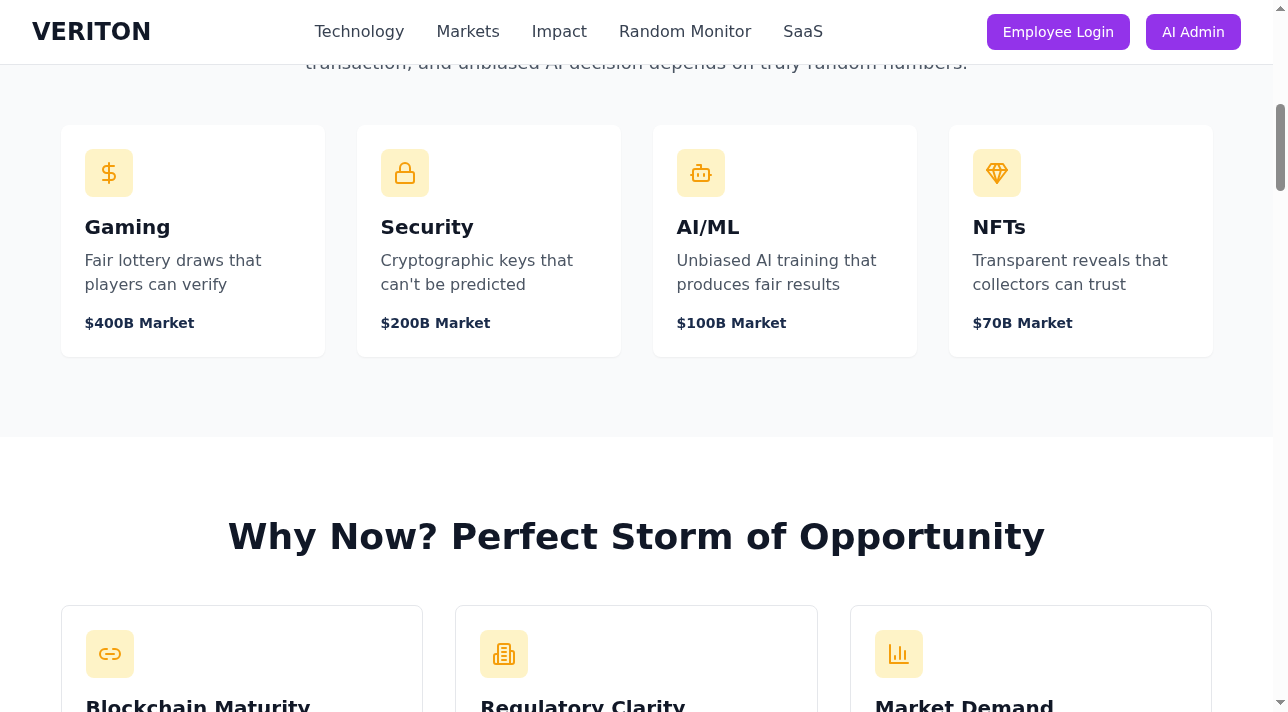 VERITON
Technology
Markets
Impact
Random Monitor
SaaS
Employee Login
AI Admin
transaction, and unbiased AI decision depends on truly random numbers.
Gaming
Fair lottery draws that
players can verify
$400B Market
Security
Cryptographic keys that
can't be predicted
$200B Market
AI/ML
Unbiased AI training that
produces fair results
$100B Market
NFTs
Transparent reveals that
collectors can trust
$70B Market
Why Now? Perfect Storm of Opportunity
Blockchain Maturity
Regulatory Clarity
Market Demand